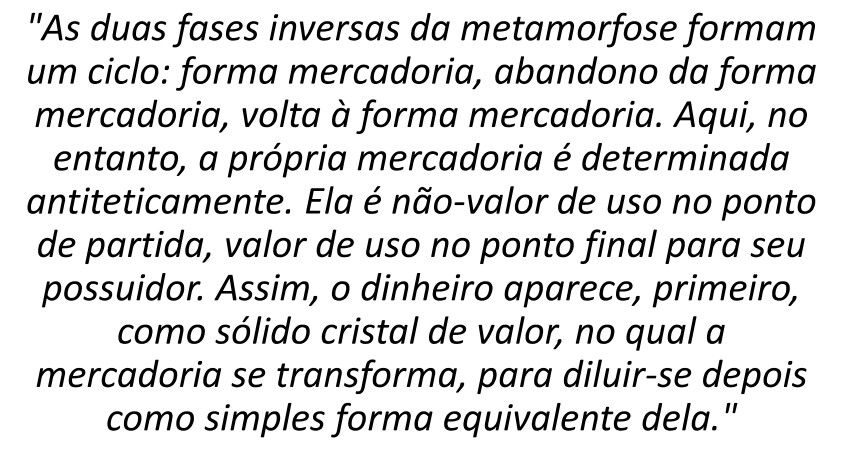 "As duas fases inversas da metamorfose formam
um ciclo: forma mercadoria, abandono da forma
mercadoria, volta à forma mercadoria. Aqui, no
entanto, a própria mercadoria é determinada
antiteticamente. Ela é não-valor de uso no ponto
de partida, valor de uso no ponto final para seu
possuidor. Assim, o dinheiro aparece, primeiro,
como sólido cristal de valor, no qual a
mercadoria se transforma, para diluir-se depois
como simples forma equivalente dela."